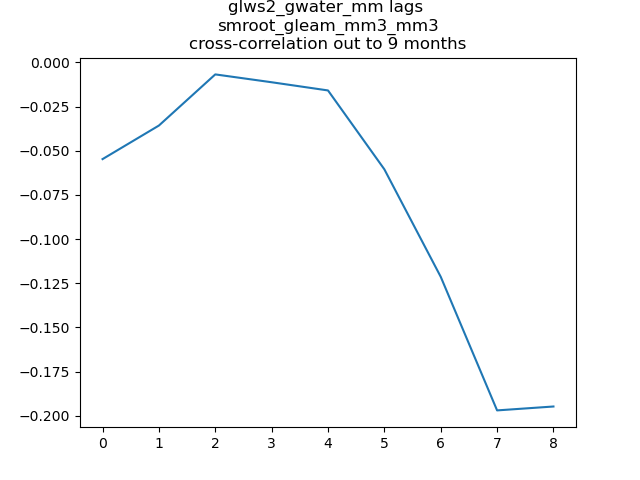 glws2_gwater_mm lags
smroot_gleam_mm3_mm3
cross-correlation out to 9 months
0.000
−0.025
−0.050
−0.075
−0.100
−0.125
−0.150
−0.175
−0.200
0 1 2 3 4 5 6 7 8